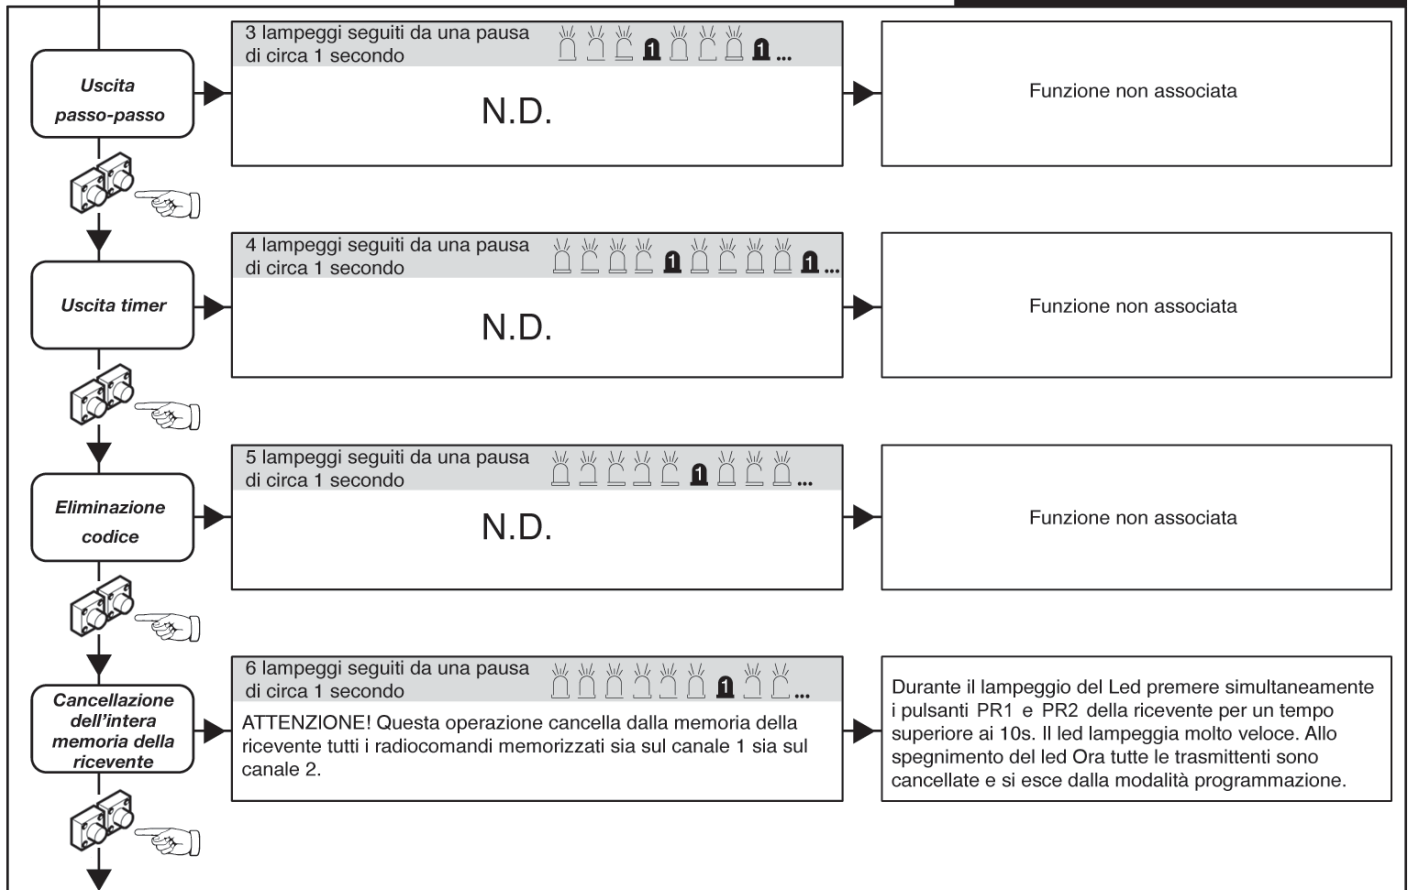 Uscita
passo-passo
3 lampeggi seguiti da una pausa
di circa 1 secondo
1
1
...
N.D.
Funzione non associata
Uscita timer
4 lampeggi seguiti da una pausa
di circa 1 secondo
1
1
...
N.D.
Funzione non associata
Eliminazione
codice
5 lampeggi seguiti da una pausa
di circa 1 secondo
1
...
N.D.
Funzione non associata
Cancellazione
dell'intera
memoria della
ricevente
6 lampeggi seguiti da una pausa
di circa 1 secondo
1
...
ATTENZIONE! Questa operazione cancella dalla memoria della
ricevente tutti i radiocomandi memorizzati sia sul canale 1 sia sul
canale 2.
Durante il lampeggio del Led premere simultaneamente
i pulsanti PR1 e PR2 della ricevente per un tempo
superiore ai 10s. Il led lampeggia molto veloce. Allo
spegnimento del led Ora tutte le trasmittenti sono
cancellate e si esce dalla modalità programmazione.